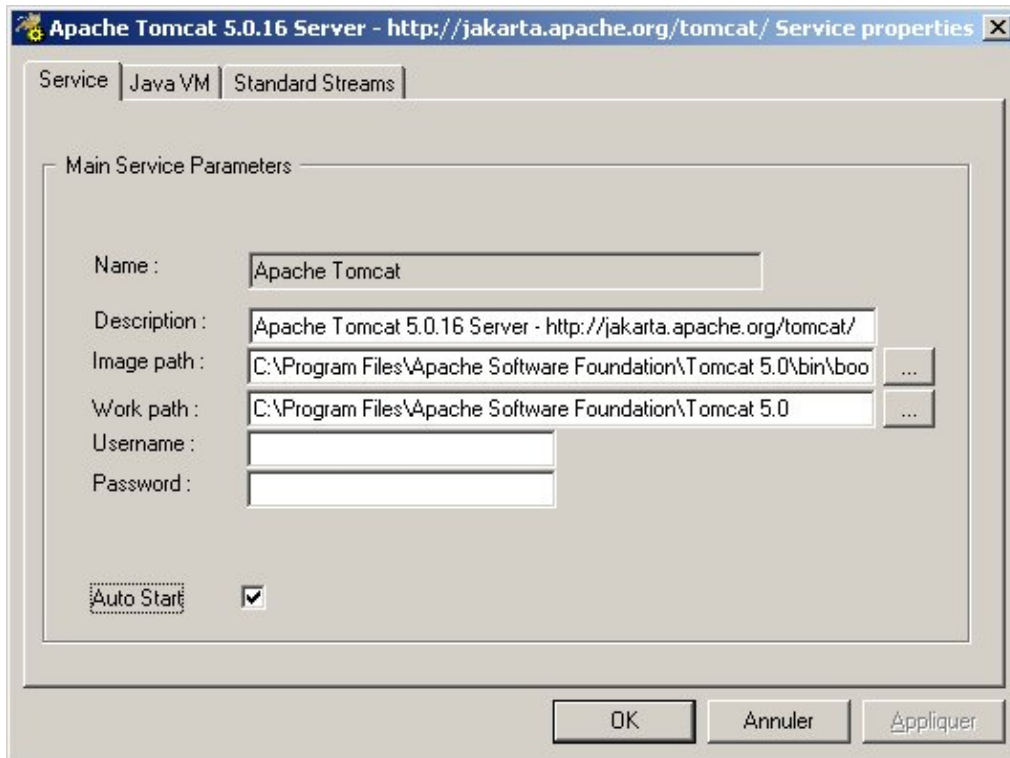 Apache Tomcat 5.0.16 Server - http://jakarta.apache.org/tomcat/ Service properties
Service Java VM Standard Streams
Main Service Parameters
Name : Apache Tomcat
Description : Apache Tomcat 5.0.16 Server - http://jakarta.apache.org/tomcat/
Image path : C:\Program Files\Apache Software Foundation\Tomcat 5.0\bin\boo ...
Work path : C:\Program Files\Apache Software Foundation\Tomcat 5.0 ...
Username :
Password :
Auto Start
OK Annuler Appliquer